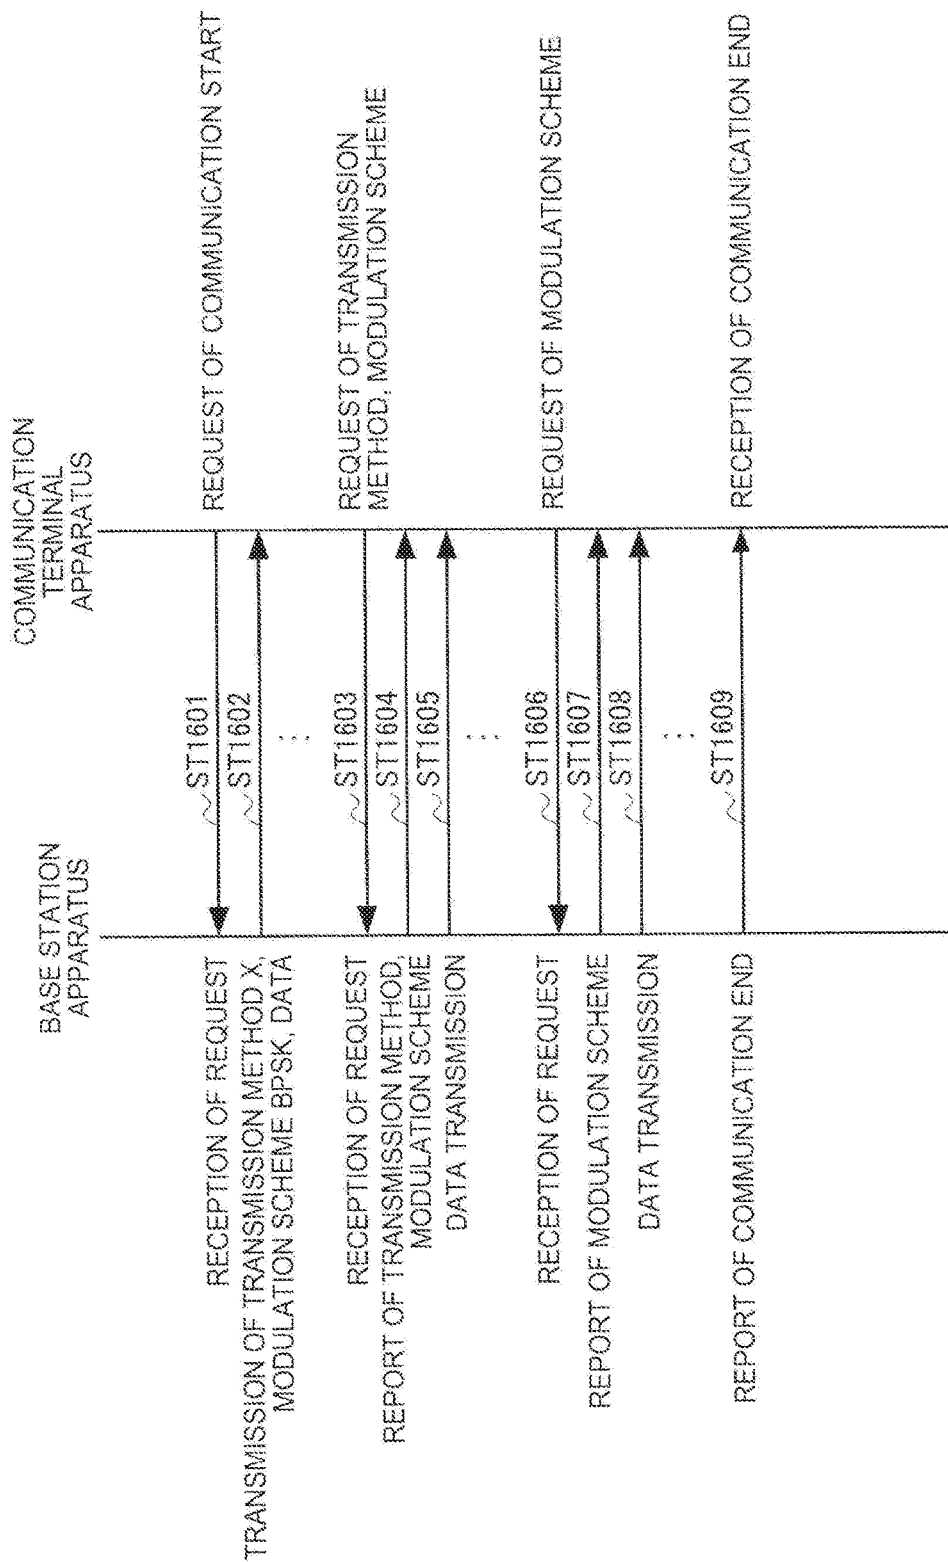 BASE STATION
APPARATUS
COMMUNICATION
TERMINAL
APPARATUS
RECEPTION OF REQUEST
ST1601
REQUEST OF COMMUNICATION START
TRANSMISSION OF TRANSMISSION METHOD X,
MODULATION SCHEME BPSK, DATA
ST1602
...
RECEPTION OF REQUEST
ST1603
REQUEST OF TRANSMISSION
METHOD, MODULATION SCHEME
REPORT OF TRANSMISSION METHOD,
MODULATION SCHEME
ST1604
DATA TRANSMISSION
ST1605
...
RECEPTION OF REQUEST
ST1606
REQUEST OF MODULATION SCHEME
REPORT OF MODULATION SCHEME
ST1607
DATA TRANSMISSION
ST1608
...
REPORT OF COMMUNICATION END
ST1609
RECEPTION OF COMMUNICATION END